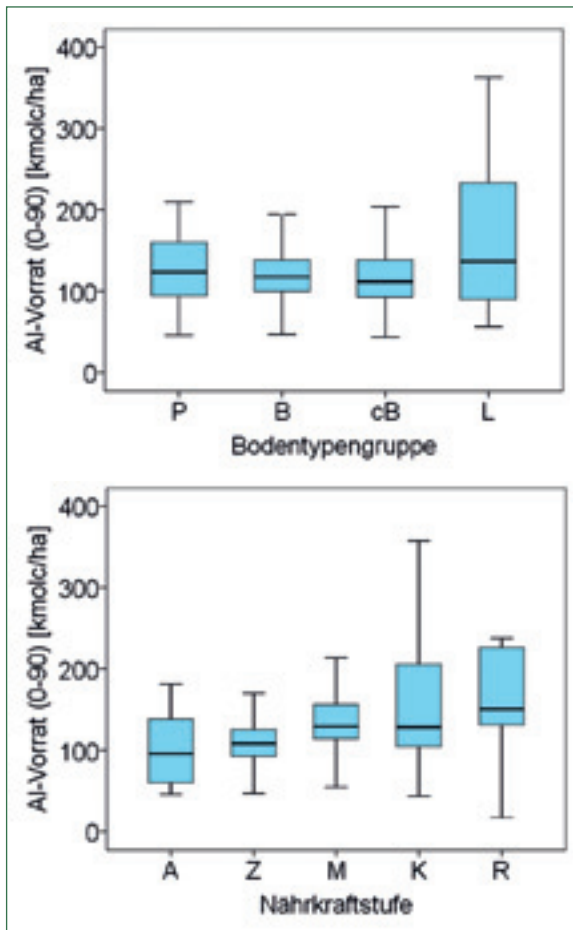 Al-Vorrat (0-90) [kmolc/ha]
400
300
200
100
0
P B cB L
Bodentypengruppe
Al-Vorrat (0-90) [kmolc/ha]
400
300
200
100
0
A Z M K R
Nährkraftstufe